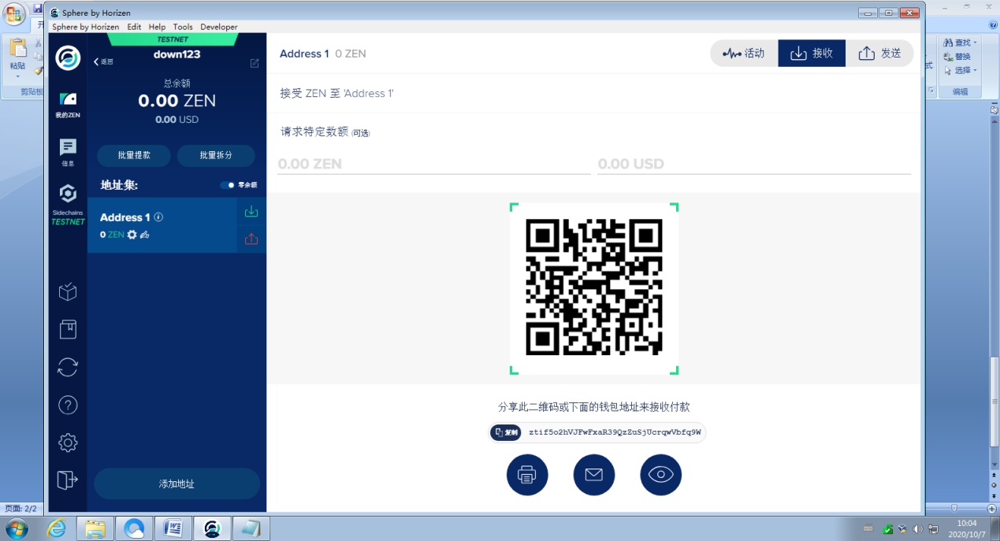 Sphere by Horizen
Sphere by Horizen Edit Help Tools Developer
粘贴
剪贴板
开
TESTNET
返回
down123
总余额
0.00 ZEN
0.00 USD
批量提款
批量拆分
地址集:
零余额
Address 1
0 ZEN
添加地址
我的ZEN
信息
Sidechains
TESTNET
Address 1 0 ZEN
活动
接收
发送
接受 ZEN 至 'Address 1'
请求特定数额 (可选)
0.00 ZEN
0.00 USD
分享此二维码或下面的钱包地址来接收付款
复制
ztif5o2hVJFwFxaR39QzZuSjUcrqwVbfq9W
查找
替换
选择
式
编辑
页面: 2/2
10:04
2020/10/7